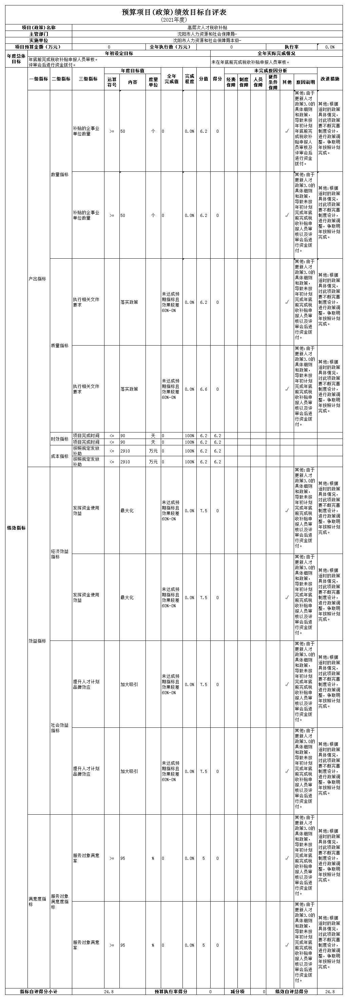 预算项目(政策)绩效目标自评表
(2021年度)
项目(政策)名称 高层次人才税收补贴
主管部门 沈阳市人力资源和社会保障局-
实施单位 沈阳市人力资源和社会保障局本级-
项目预算金额（万元） 0 全年执行数（万元） 0 执行率 0.0%
年度总体目标 年初设定目标 全年实际完成情况
年底前完成税收补贴申报人员审核。
评审会后进行资金拨付。
未在年底前完成税收补贴申报人员审核。
绩效指标 一级指标 二级指标 三级指标 年度目标值 全年完成值 完成程度 分值 得分 未完成原因分析 改进措施
运算符号 内容 度量单位 经费保障 制度保障 人员保障 硬件条件保障 其他 原因说明
产出指标 数量指标 补贴的企事业单位数量 >= 50 个 0 0.0% 6.2 0 √ 其他:由于更新人才政策3.0的具体细则和政策，导致未按年初计划年底前完成税收补贴申报人员审核及评审会后进行资金拨付。 其他:根据适时的政策具体情况，对此项政策要不断完善制度设计，进行政策调整，争取明年按照计划完成。
补贴的企事业单位数量 >= 50 个 0 0.0% 6.2 0 √ 其他:由于更新人才政策3.0的具体细则和政策，导致未按年初计划完成年底前完成税收补贴申报人员审核以及评审会后进行资金拨付。 其他:根据适时的政策具体情况，对此项政策要不断完善制度设计，进行政策调整，争取明年按照计划完成。
质量指标 执行相关文件要求 落实政策 未达成预期指标且效果较差60%-0% 0.0% 6.2 0 √ 其他:由于更新人才政策3.0的具体细则和政策，导致未按年初计划完成年底前完成税收补贴申报人员审核以及评审会后进行资金拨付。 其他:根据适时的政策具体情况，对此项政策要不断完善制度设计，进行政策调整，争取明年按照计划完成。
执行相关文件要求 落实政策 未达成预期指标且效果较差60%-0% 0.0% 6.6 0 √ 其他:由于更新人才政策3.0的具体细则和政策，导致未按年初计划完成年底前完成税收补贴申报人员审核以及评审会后进行资金拨付。 其他:根据适时的政策具体情况，对此项政策要不断完善制度设计，进行政策调整，争取明年按照计划完成。
时效指标 项目完成时间 <= 90 天 0 100% 6.2 6.2
项目完成时间 <= 90 天 0 100% 6.2 6.2
成本指标 按照规定发放补助 <= 2910 万元 0 100% 6.2 6.2
按照规定发放补助 <= 2910 万元 0 100% 6.2 6.2
效益指标 经济效益指标 发挥资金使用效益 最大化 未达成预期指标且效果较差60%-0% 0.0% 7.5 0 √ 其他:由于更新人才政策3.0的具体细则和政策，导致未按年初计划完成年底前完成税收补贴申报人员审核以及评审会后进行资金拨付。 其他:根据适时的政策具体情况，对此项政策要不断完善制度设计，进行政策调整，争取明年按照计划完成。
发挥资金使用效益 最大化 未达成预期指标且效果较差60%-0% 0.0% 7.5 0 √ 其他:由于更新人才政策3.0的具体细则和政策，导致未按年初计划完成年底前完成税收补贴申报人员审核以及评审会后进行资金拨付。 其他:根据适时的政策具体情况，对此项政策要不断完善制度设计，进行政策调整，争取明年按照计划完成。
社会效益指标 提升人才计划品牌效应 加大吸引 未达成预期指标且效果较差60%-0% 0.0% 7.5 0 √ 其他:由于更新人才政策3.0的具体细则和政策，导致未按年初计划完成年底前完成税收补贴申报人员审核以及评审会后进行资金拨付。 其他:根据适时的政策具体情况，对此项政策要不断完善制度设计，进行政策调整，争取明年按照计划完成。
提升人才计划品牌效应 加大吸引 未达成预期指标且效果较差60%-0% 0.0% 7.5 0 √ 其他:由于更新人才政策3.0的具体细则和政策，导致未按年初计划完成年底前完成税收补贴申报人员审核以及评审会后进行资金拨付。 其他:根据适时的政策具体情况，对此项政策要不断完善制度设计，进行政策调整，争取明年按照计划完成。
满意度指标 服务对象满意度指标 服务对象满意率 >= 95 % 0 0.0% 5 0 √ 其他:由于更新人才政策3.0的具体细则和政策，导致未按年初计划完成年底前完成税收补贴申报人员审核以及评审会后进行资金拨付。 其他:根据适时的政策具体情况，对此项政策要不断完善制度设计，进行政策调整，争取明年按照计划完成。
服务对象满意率 >= 95 % 0 0.0% 5 0 √ 其他:由于更新人才政策3.0的具体细则和政策，导致未按年初计划完成年底前完成税收补贴申报人员审核以及评审会后进行资金拨付。 其他:根据适时的政策具体情况，对此项政策要不断完善制度设计，进行政策调整，争取明年按照计划完成。
指标自评得分小计 24.8 预算执行率得分 0 减分项 0 绩效自评总得分 24.8